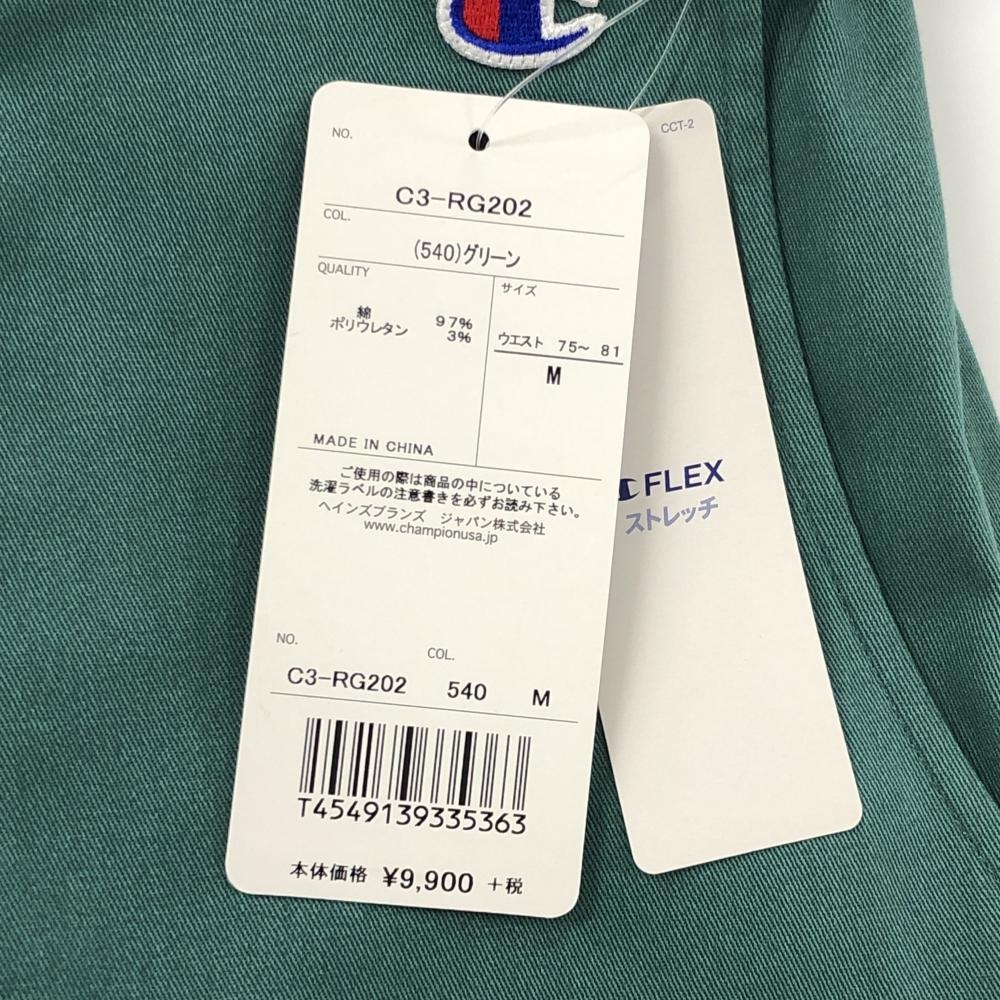 NO.
C3-RG202
COL.
(540)グリーン
QUALITY
綿 97%
ポリウレタン 3%
サイズ
ウエスト 75~ 81
M
MADE IN CHINA
ご使用の際は商品の中についている
洗濯ラベルの注意書きを必ずお読み下さい。
ヘインズブランズ ジャパン株式会社
www.championusa.jp
NO.
COL.
C3-RG202 540 M
T4549139335363
本体価格 ¥9,900 +税
CCT-2
FLEX
ストレッチ